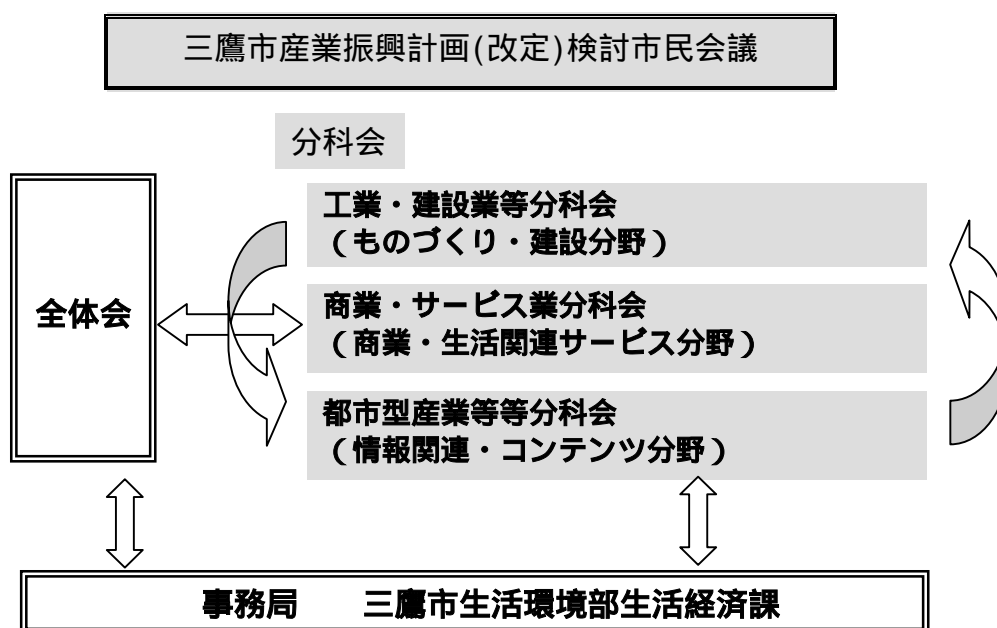 三鷹市産業振興計画(改定)検討市民会議
分科会
全体会
工業・建設業等分科会
（ものづくり・建設分野）
商業・サービス業分科会
（商業・生活関連サービス分野）
都市型産業等等分科会
（情報関連・コンテンツ分野）
事務局　　三鷹市生活環境部生活経済課